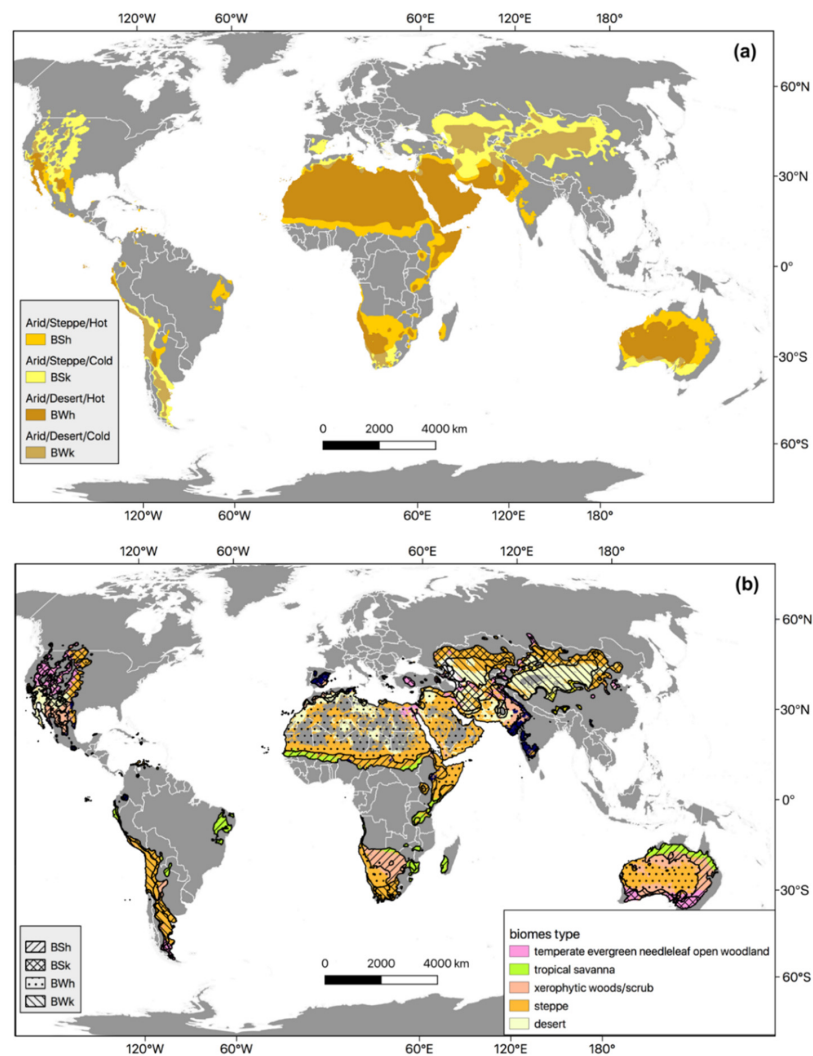 120°W 60°W 60°E 120°E 180°
(a)
60°N
30°N
0°
30°S
60°S
Arid/Steppe/Hot
BSh
Arid/Steppe/Cold
BSk
Arid/Desert/Hot
BWh
Arid/Desert/Cold
BWk
0 2000 4000 km
120°W 60°W 60°E 120°E 180°
120°W 60°W 60°E 120°E 180°
(b)
60°N
30°N
0°
30°S
60°S
BSh
BSk
BWh
BWk
0 2000 4000 km
biomes type
temperate evergreen needleleaf open woodland
tropical savanna
xerophytic woods/scrub
steppe
desert
120°W 60°W 60°E 120°E 180°